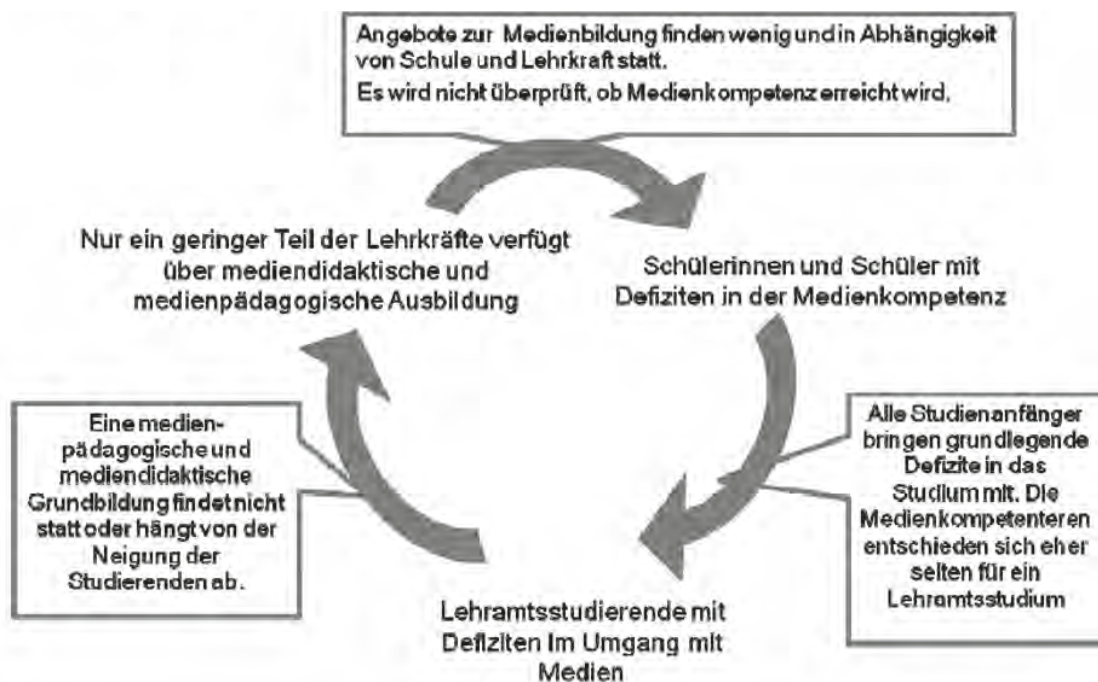 Angebote zur Medienbildung finden wenig und in Abhängigkeit
von Schule und Lehrkraft statt.
Es wird nicht überprüft, ob Medienkompetenz erreicht wird.
Nur ein geringer Teil der Lehrkräfte verfügt
über mediendidaktische und
medienpädagogische Ausbildung
Schülerinnen und Schüler mit
Defiziten in der Medienkompetenz
Alle Studienanfänger
bringen grundlegende
Defizite in das
Studium mit. Die
Medienkompetenteren
entschieden sich eher
selten für ein
Lehramtsstudium
Lehramtsstudierende mit
Defiziten im Umgang mit
Medien
Eine medien-
pädagogische und
mediendidaktische
Grundbildung findet nicht
statt oder hängt von der
Neigung der
Studierenden ab.